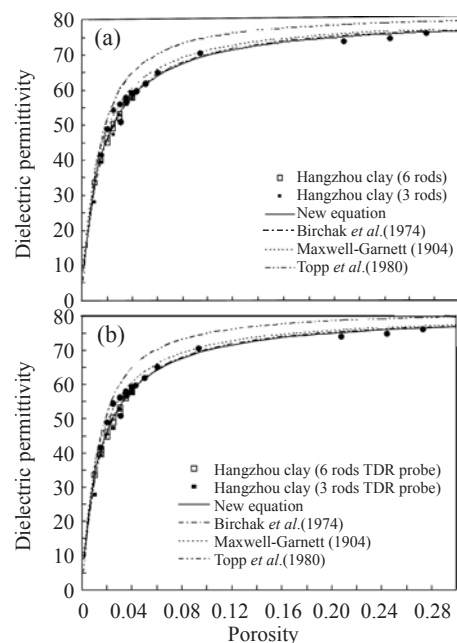 80
(a)
70
60
50
40
30
20
10
0
Dielectric permittivity
Hangzhou clay (6 rods)
Hangzhou clay (3 rods)
New equation
Birchak et al.(1974)
Maxwell-Garnett (1904)
Topp et al.(1980)
80
(b)
70
60
50
40
30
20
10
0
Dielectric permittivity
Hangzhou clay (6 rods TDR probe)
Hangzhou clay (3 rods TDR probe)
New equation
Birchak et al.(1974)
Maxwell-Garnett (1904)
Topp et al.(1980)
0 0.04 0.08 0.12 0.16 0.20 0.24 0.28
Porosity